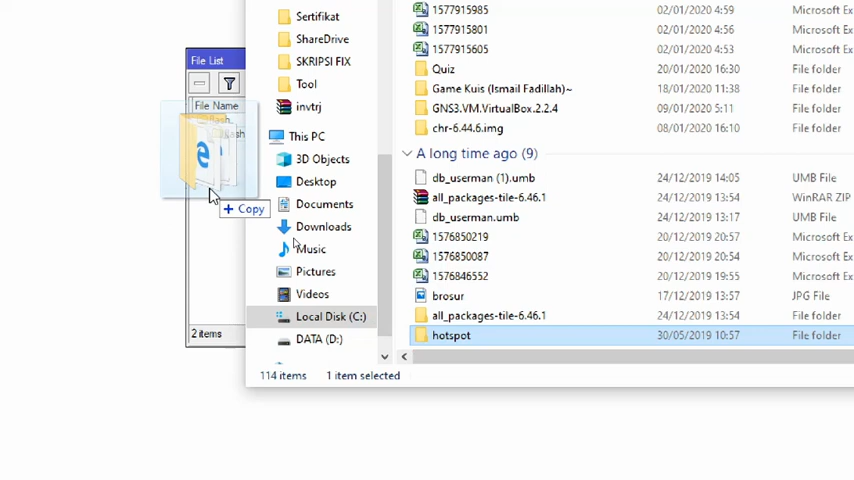 File List
File Name
flash
+ Copy
2 items
Sertifikat
ShareDrive
SKRIPSI FIX
Tool
invtrj
This PC
3D Objects
Desktop
Documents
Downloads
Music
Pictures
Videos
Local Disk (C:)
DATA (D:)
1577915985 02/01/2020 4:59 Microsoft Ex
1577915801 02/01/2020 4:56 Microsoft Ex
1577915605 02/01/2020 4:53 Microsoft Ex
Quiz 20/01/2020 16:30 File folder
Game Kuis (Ismail Fadillah)~ 18/01/2020 11:38 File folder
GNS3.VM.VirtualBox.2.2.4 09/01/2020 5:11 File folder
chr-6.44.6.img 08/01/2020 16:10 File folder
A long time ago (9)
db_userman (1).umb 24/12/2019 14:05 UMB File
all_packages-tile-6.46.1 24/12/2019 13:54 WinRAR ZIP
db_userman.umb 24/12/2019 13:17 UMB File
1576850219 20/12/2019 20:57 Microsoft Ex
1576850087 20/12/2019 20:55 Microsoft Ex
1576846552 20/12/2019 19:55 Microsoft Ex
brosur 17/12/2019 13:57 JPG File
all_packages-tile-6.46.1 24/12/2019 13:54 File folder
hotspot 30/05/2019 10:57 File folder
114 items 1 item selected